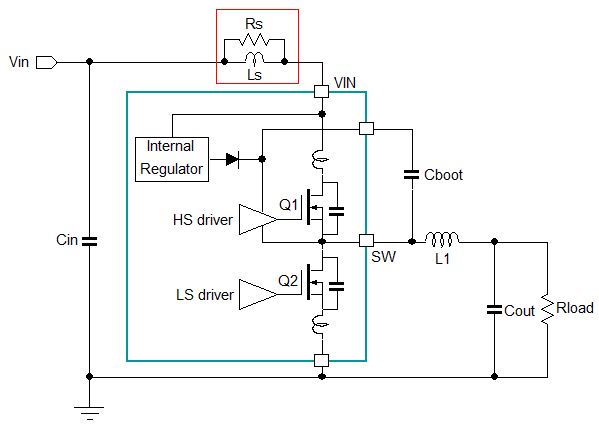 Rs
Vin
Ls
VIN
Internal
Regulator
Cboot
Q1
HS driver
Cin
SW
L1
Q2
LS driver
Cout
Rload